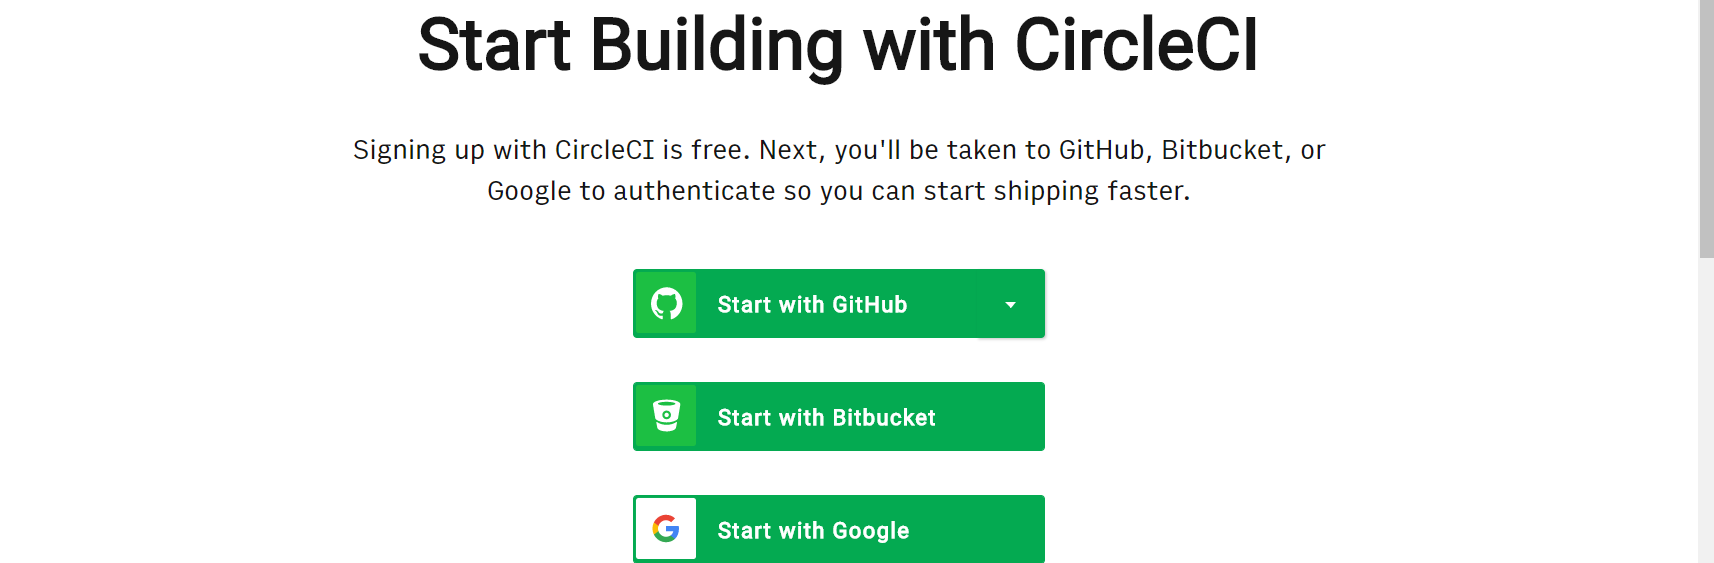 Start Building with CircleCI
Signing up with CircleCI is free. Next, you'll be taken to GitHub, Bitbucket, or
Google to authenticate so you can start shipping faster.
Start with GitHub
Start with Bitbucket
Start with Google